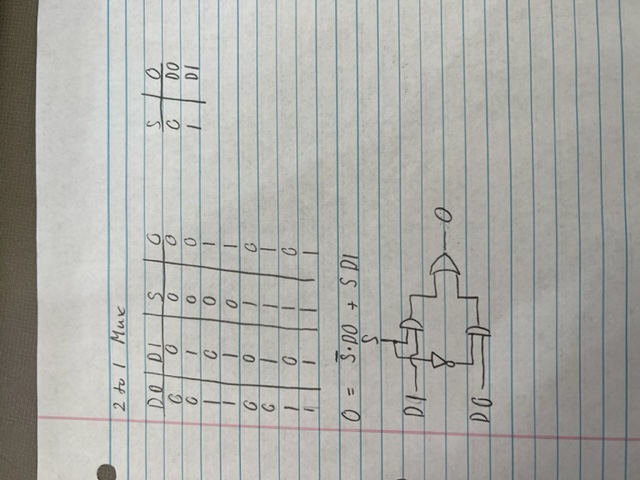 2 to 1 Mux
D0 D1 S O
0 0 0 0
0 1 0 0
1 0 0 1
1 1 0 1
0 0 1 0
0 1 1 1
1 0 1 0
1 1 1 1
S O
0 D0
1 D1
O = S̅·D0 + S D1
S
D1
O
D0